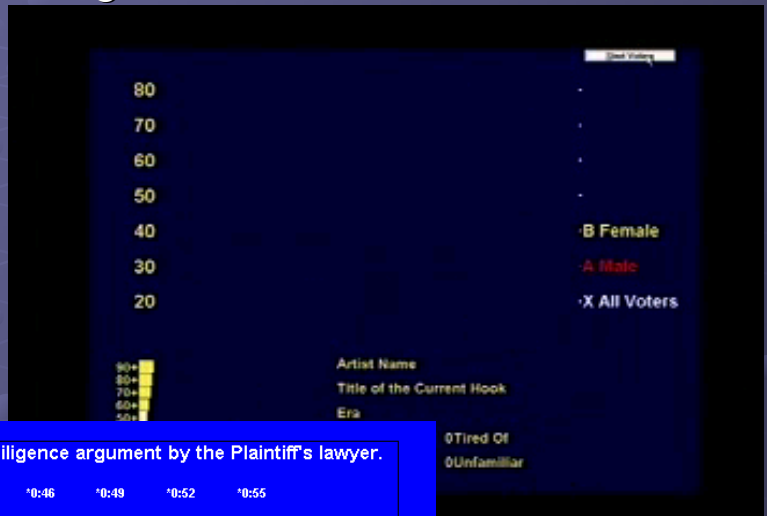 80
70
60
50
40 B Female
30 A Male
20 X All Voters
90+
80+
70+
60+
50+
Artist Name
Title of the Current Hook
Era
0Tired Of
0Unfamiliar
argument by the Plaintiff's lawyer.
*0:46 *0:49 *0:52 *0:55